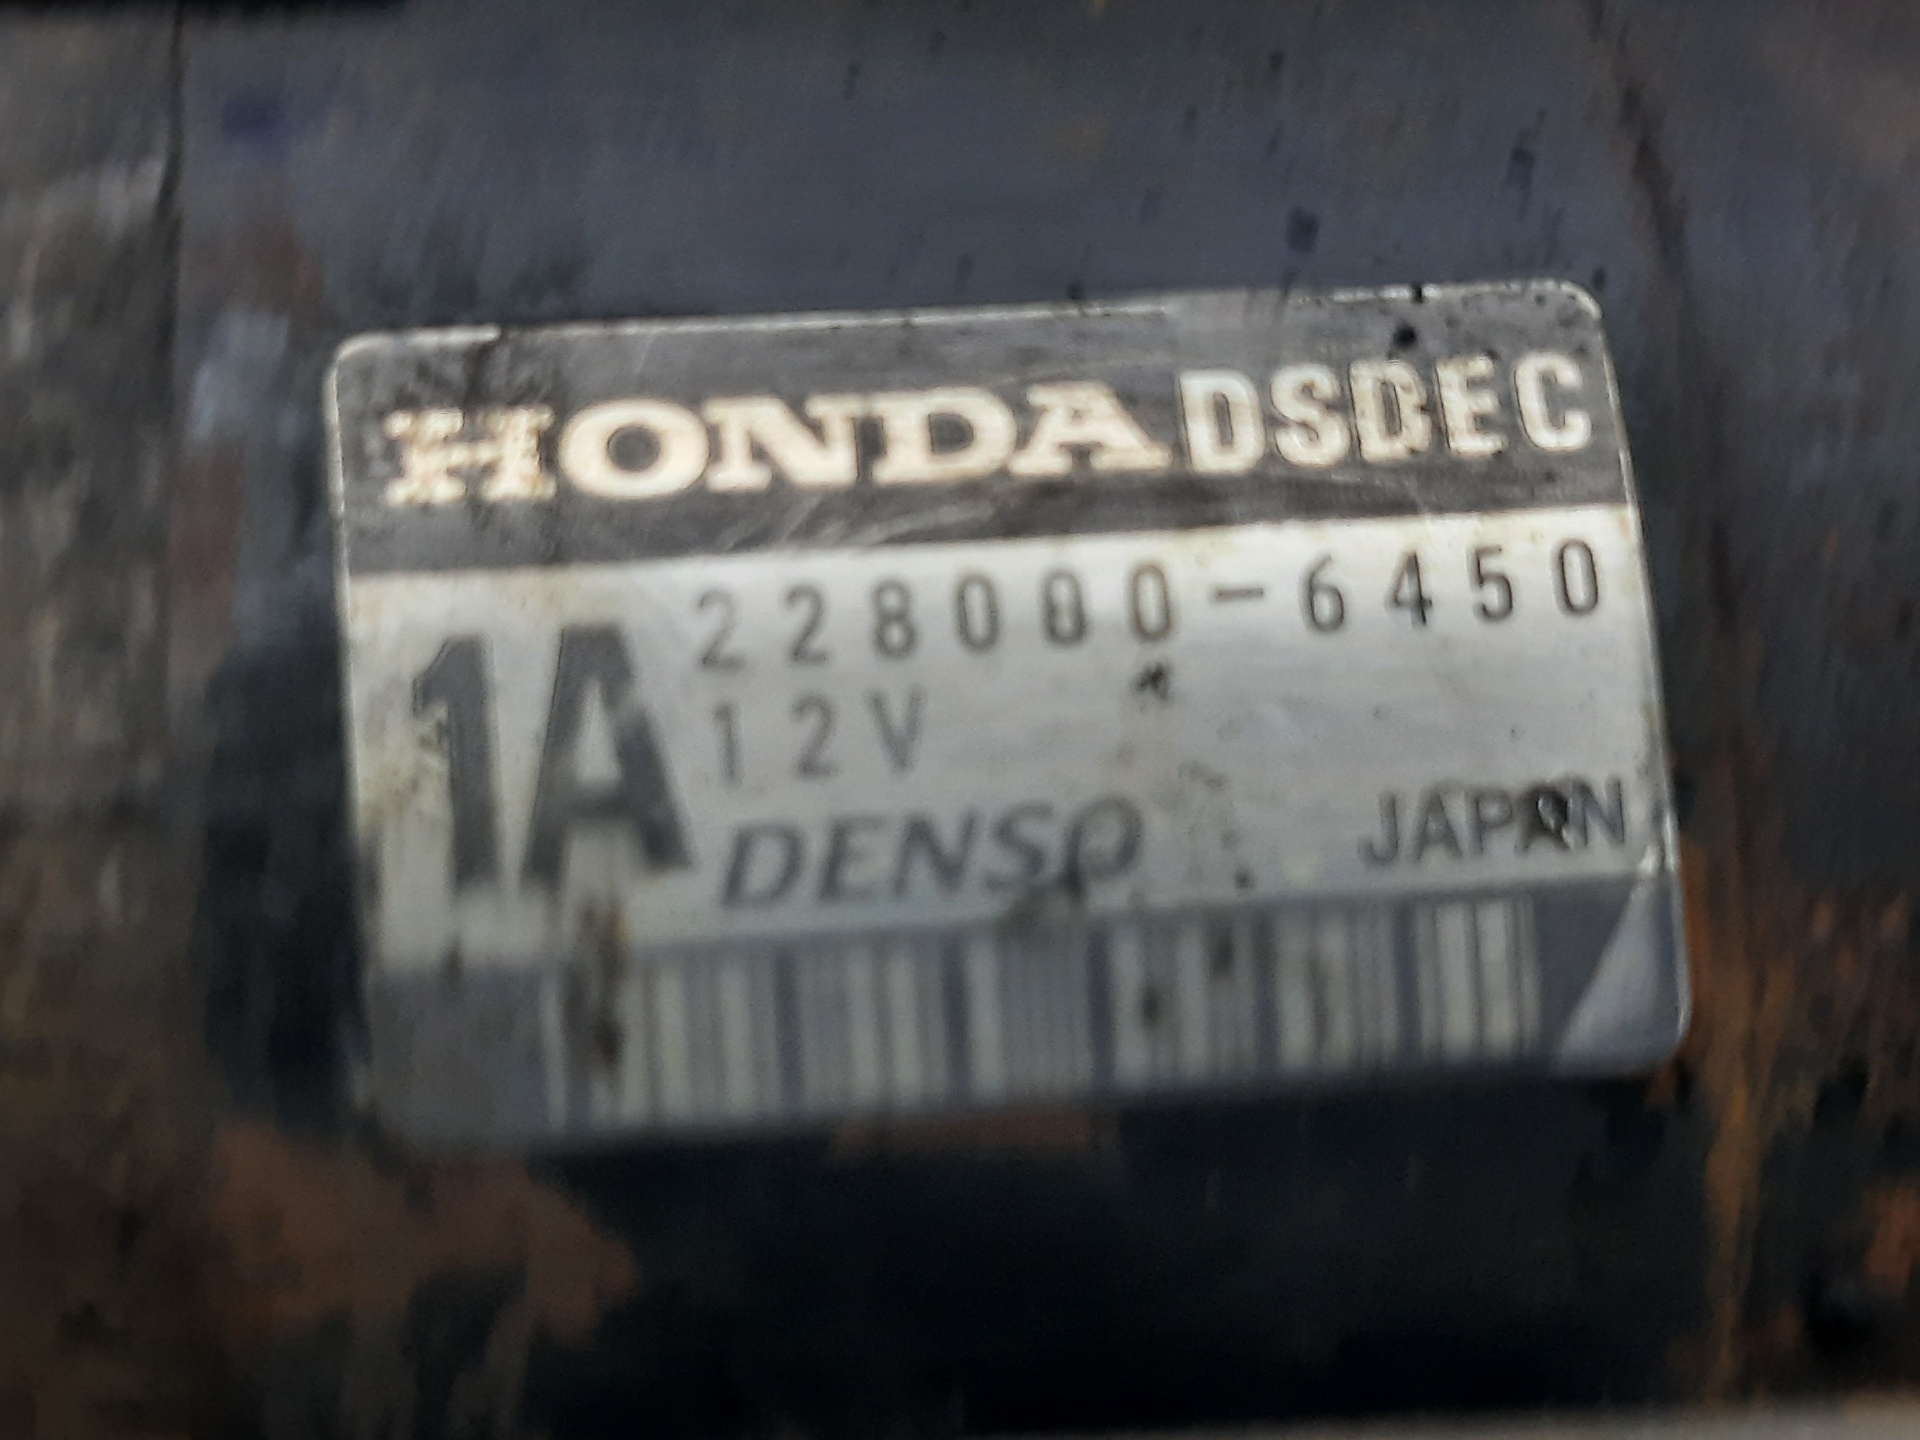 HONDA DSDEC
1A 228000-6450
12V
DENSO JAPAN